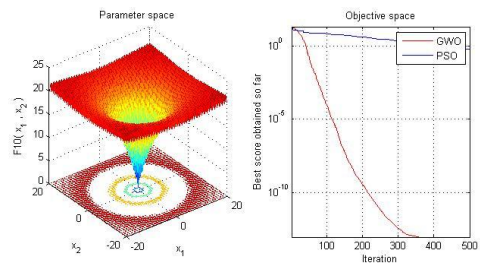 Parameter space
25
20
15
10
5
0
F10( x1 , x2 )
20
0
-20
x2
-20
0
20
x1
Objective space
GWO
PSO
10^0
10^-5
10^-10
Best score obtained so far
100 200 300 400 500
Iteration